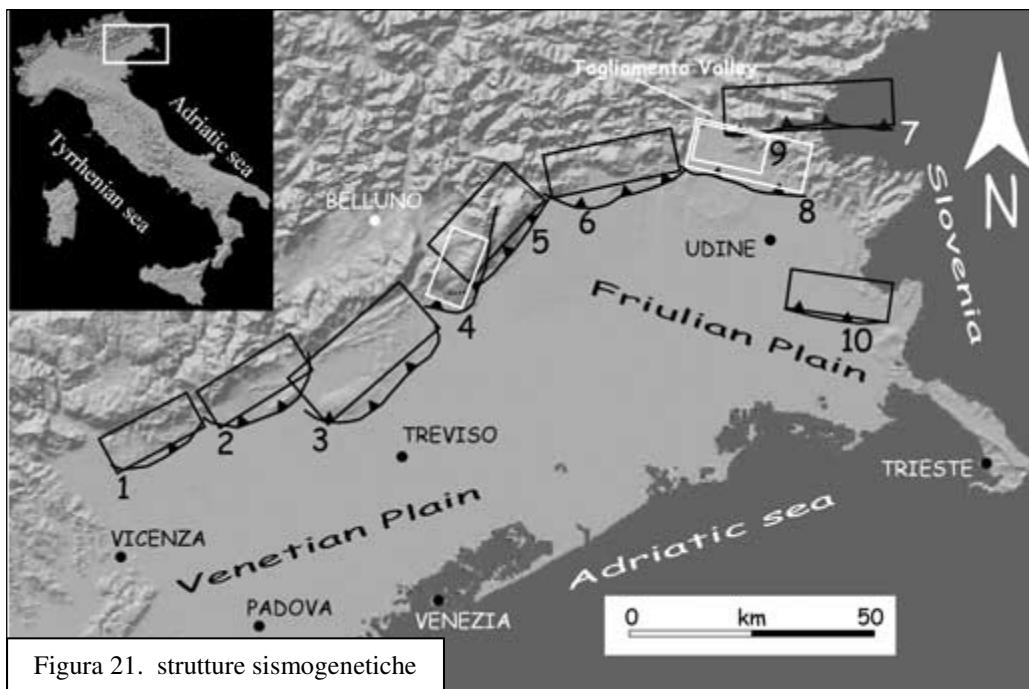 Adriatic sea
Tyrrhenian sea
Tagliamento Valley
BELLUNO
7
9
8
6
5
4
UDINE
Slovenia
N
Friulian Plain
10
3
2
1
TREVISO
TRIESTE
VICENZA
Venetian Plain
Adriatic sea
PADOVA
VENEZIA
0 km 50
Figura 21. strutture sismogenetiche